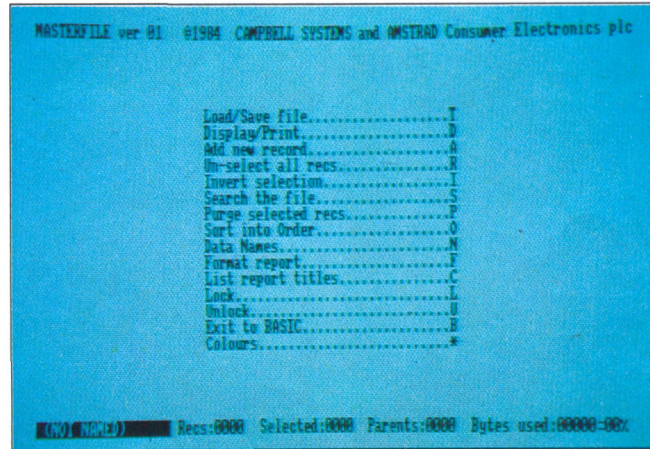 MASTERFILE ver 01 ©1984 CAMPBELL SYSTEMS and AMSTRAD Consumer Electronics plc
Load/Save file....................T
Display/Print.....................D
Add new record....................A
Un-select all recs................R
Invert selection..................I
Search the file...................S
Purge selected recs...............P
Sort into Order...................O
Data Names........................N
Format report.....................F
List report titles................C
Lock..............................L
Unlock............................U
Exit to BASIC.....................B
Colours...........................*
(NOT NAMED) Recs:0000 Selected:0000 Parents:0000 Bytes used:00000=00%